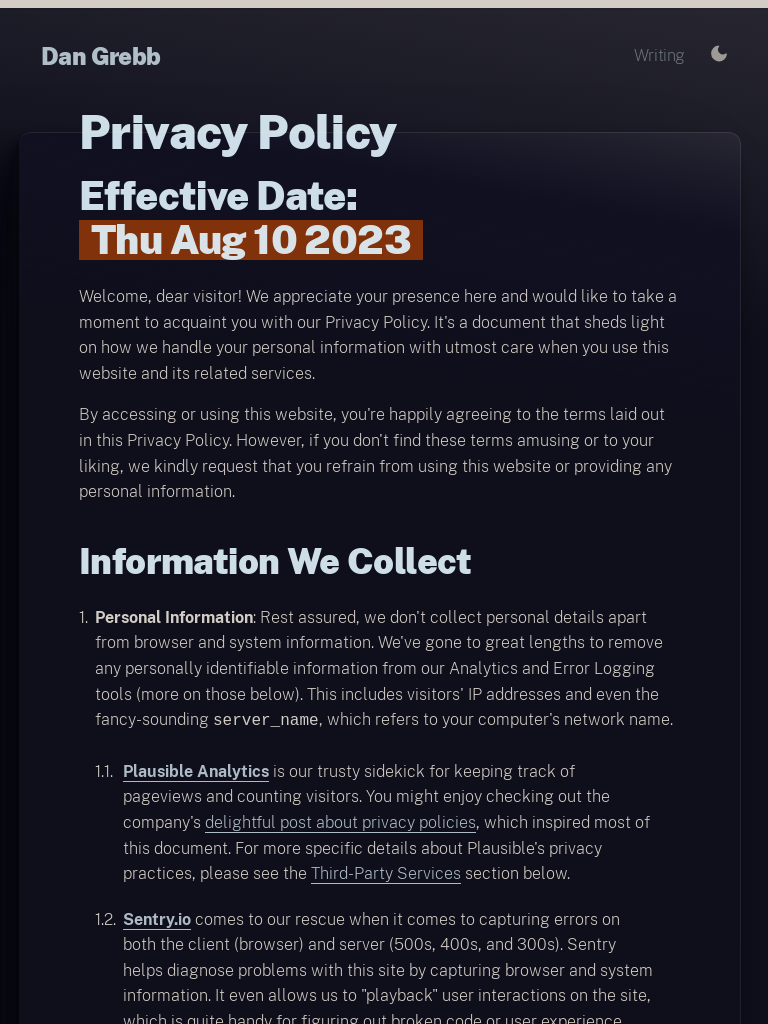 Dan Grebb
Writing
Privacy Policy
Effective Date:
Thu Aug 10 2023
Welcome, dear visitor! We appreciate your presence here and would like to take a
moment to acquaint you with our Privacy Policy. It's a document that sheds light
on how we handle your personal information with utmost care when you use this
website and its related services.
By accessing or using this website, you're happily agreeing to the terms laid out
in this Privacy Policy. However, if you don't find these terms amusing or to your
liking, we kindly request that you refrain from using this website or providing any
personal information.
Information We Collect
1. Personal Information: Rest assured, we don't collect personal details apart
from browser and system information. We've gone to great lengths to remove
any personally identifiable information from our Analytics and Error Logging
tools (more on those below). This includes visitors' IP addresses and even the
fancy-sounding server_name, which refers to your computer's network name.
1.1. Plausible Analytics is our trusty sidekick for keeping track of
pageviews and counting visitors. You might enjoy checking out the
company's delightful post about privacy policies, which inspired most of
this document. For more specific details about Plausible's privacy
practices, please see the Third-Party Services section below.
1.2. Sentry.io comes to our rescue when it comes to capturing errors on
both the client (browser) and server (500s, 400s, and 300s). Sentry
helps diagnose problems with this site by capturing browser and system
information. It even allows us to "playback" user interactions on the site,
which is quite handy for figuring out broken code or user experience